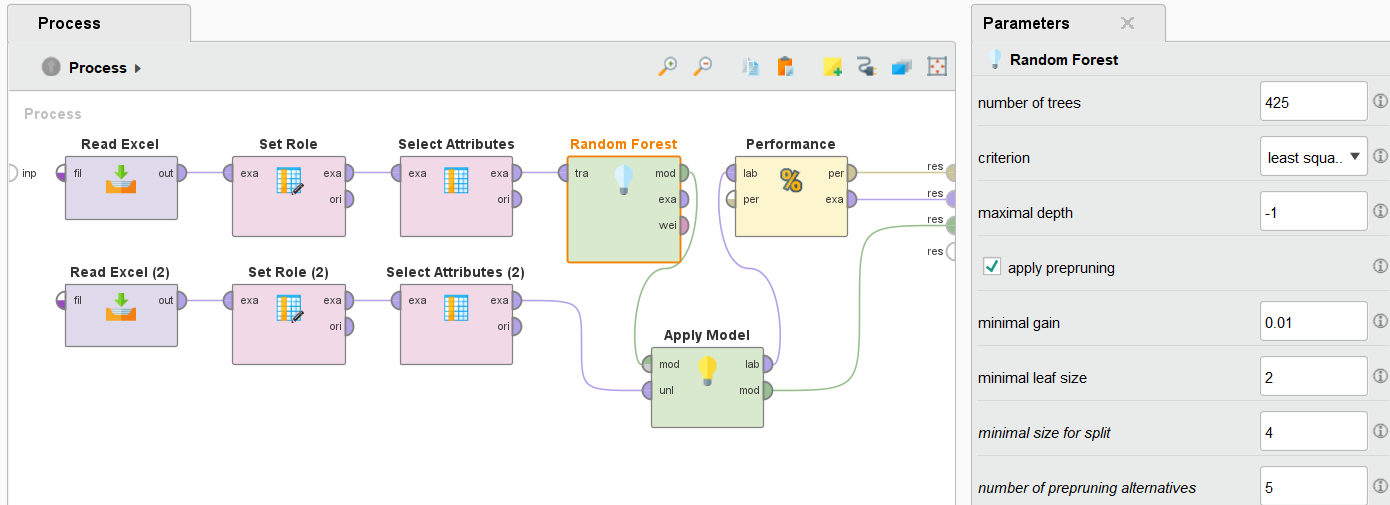 Process
Process
Process
Read Excel
Set Role
Select Attributes
Random Forest
Performance
inp
fil
out
exa
exa
ori
exa
exa
ori
tra
mod
exa
wei
lab
per
per
exa
res
res
res
res
%
Read Excel (2)
Set Role (2)
Select Attributes (2)
fil
out
exa
exa
ori
exa
exa
ori
Apply Model
mod
lab
unl
mod
Parameters
Random Forest
number of trees
425
criterion
least squa..
maximal depth
-1
apply prepruning
minimal gain
0.01
minimal leaf size
2
minimal size for split
4
number of prepruning alternatives
5